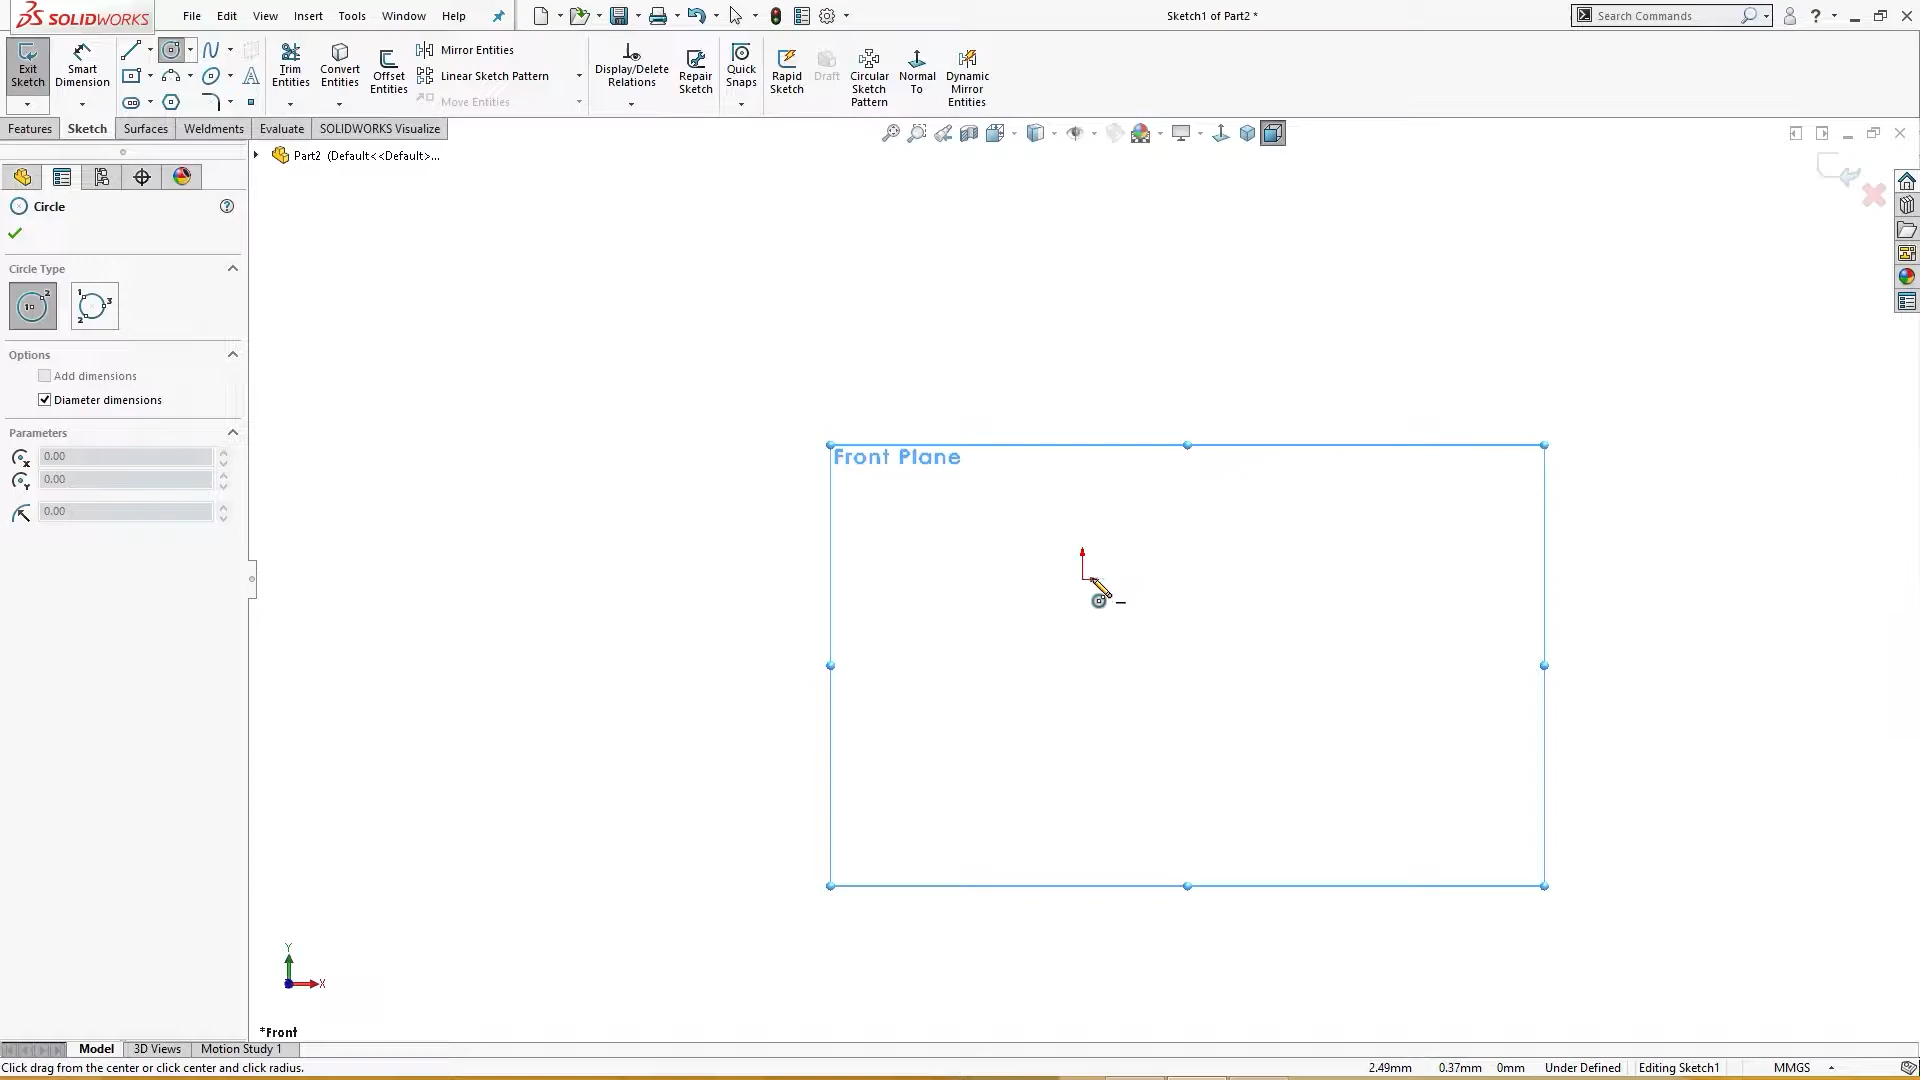 SOLIDWORKS
File Edit View Insert Tools Window Help
Sketch1 of Part2 *
Search Commands
Exit Sketch
Smart Dimension
Trim Entities
Convert Entities
Offset Entities
Mirror Entities
Linear Sketch Pattern
Move Entities
Display/Delete Relations
Repair Sketch
Quick Snaps
Rapid Sketch
Draft
Circular Sketch Pattern
Normal To
Dynamic Mirror Entities
Features Sketch Surfaces Weldments Evaluate SOLIDWORKS Visualize
Part2 (Default<<Default>...
Circle
Circle Type
1 2
1 2 3
Options
Add dimensions
Diameter dimensions
Parameters
X 0.00
Y 0.00
0.00
Front Plane
Y
X
*Front
Model 3D Views Motion Study 1
Click drag from the center or click center and click radius.
2.49mm 0.37mm 0mm Under Defined Editing Sketch1 MMGS